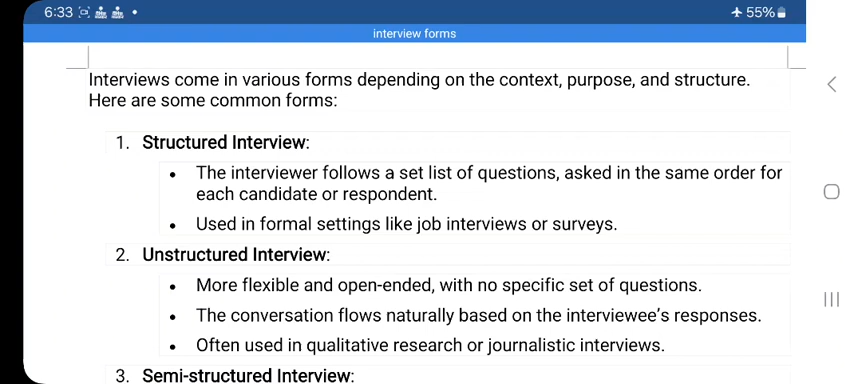 6:33
55%
interview forms
Interviews come in various forms depending on the context, purpose, and structure.
Here are some common forms:
1. Structured Interview:
• The interviewer follows a set list of questions, asked in the same order for
each candidate or respondent.
• Used in formal settings like job interviews or surveys.
2. Unstructured Interview:
• More flexible and open-ended, with no specific set of questions.
• The conversation flows naturally based on the interviewee's responses.
• Often used in qualitative research or journalistic interviews.
3. Semi-structured Interview: